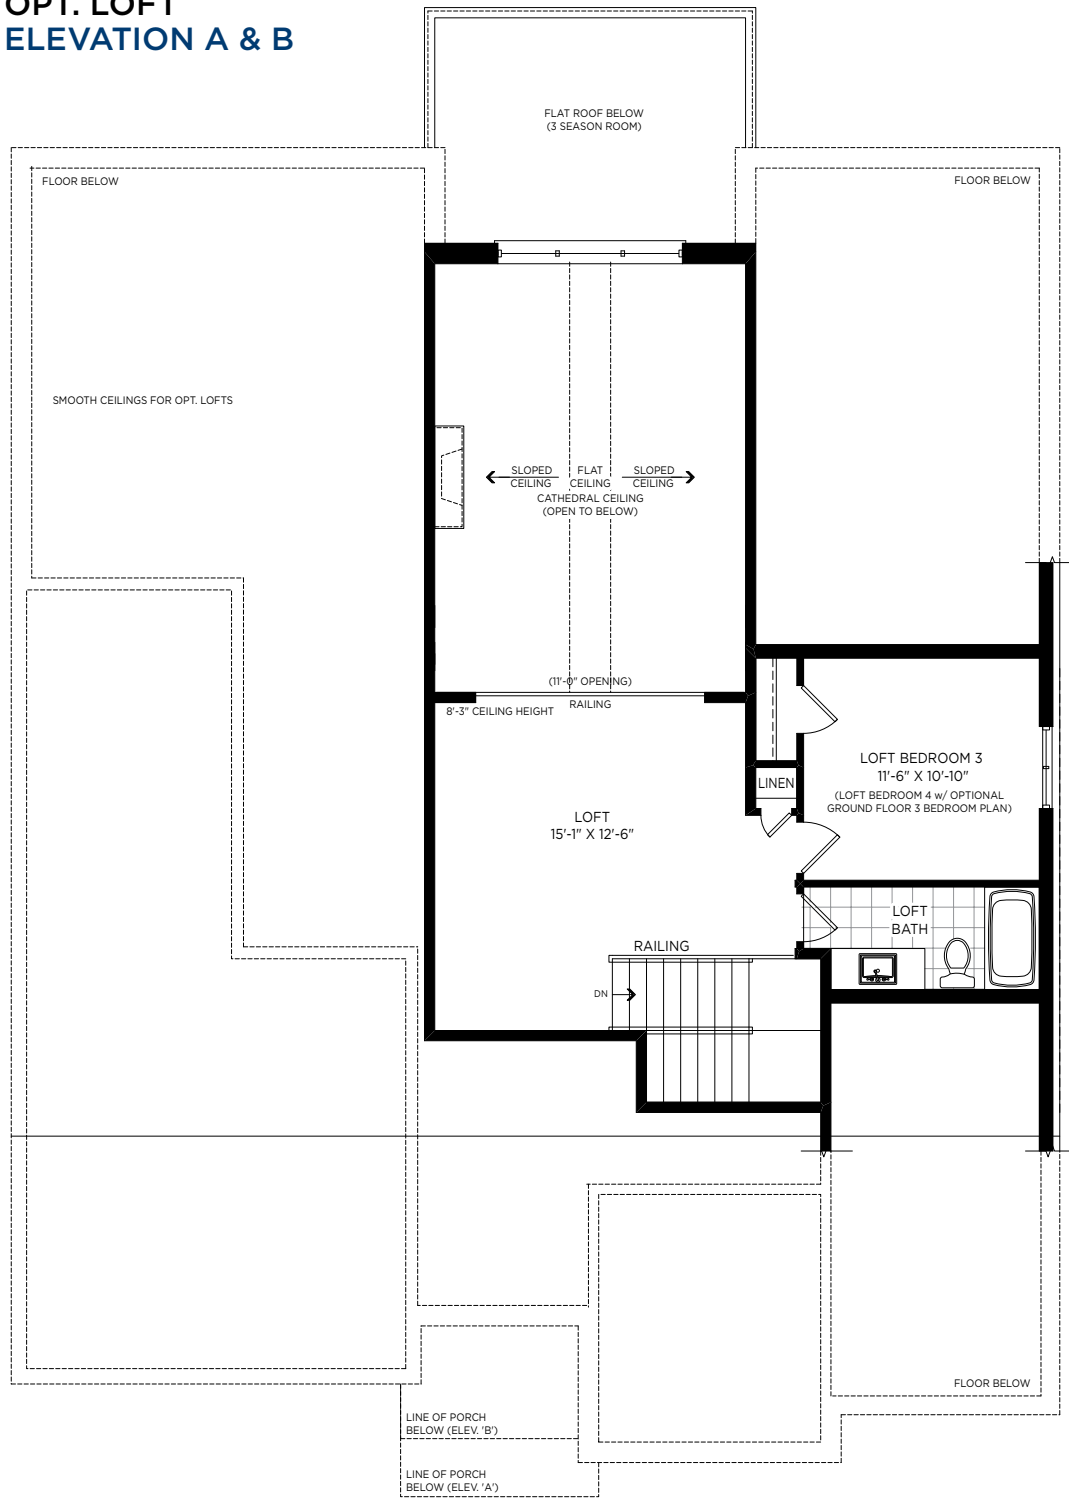 OPT. LOFT
ELEVATION A & B
FLAT ROOF BELOW
(3 SEASON ROOM)
FLOOR BELOW
FLOOR BELOW
SMOOTH CEILINGS FOR OPT. LOFTS
SLOPED CEILING
FLAT CEILING
SLOPED CEILING
CATHEDRAL CEILING
(OPEN TO BELOW)
(11'-0" OPENING)
RAILING
8'-3" CEILING HEIGHT
LOFT BEDROOM 3
11'-6" X 10'-10"
(LOFT BEDROOM 4 w/ OPTIONAL
GROUND FLOOR 3 BEDROOM PLAN)
LINEN
LOFT
15'-1" X 12'-6"
LOFT
BATH
RAILING
DN
FLOOR BELOW
LINE OF PORCH
BELOW (ELEV. 'B')
LINE OF PORCH
BELOW (ELEV. 'A')